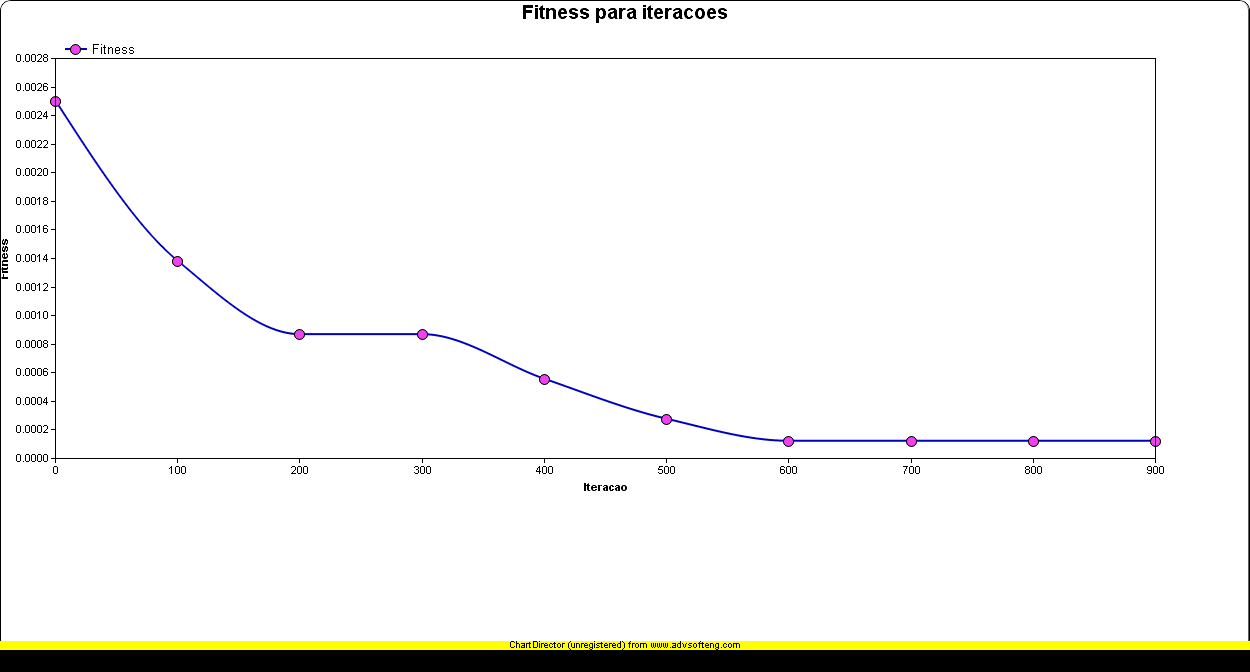 Fitness para iteracoes
Fitness
0.0028
0.0026
0.0024
0.0022
0.0020
0.0018
0.0016
0.0014
0.0012
0.0010
0.0008
0.0006
0.0004
0.0002
0.0000
Fitness
0 100 200 300 400 500 600 700 800 900
Iteracao
ChartDirector (unregistered) from www.advsofteng.com